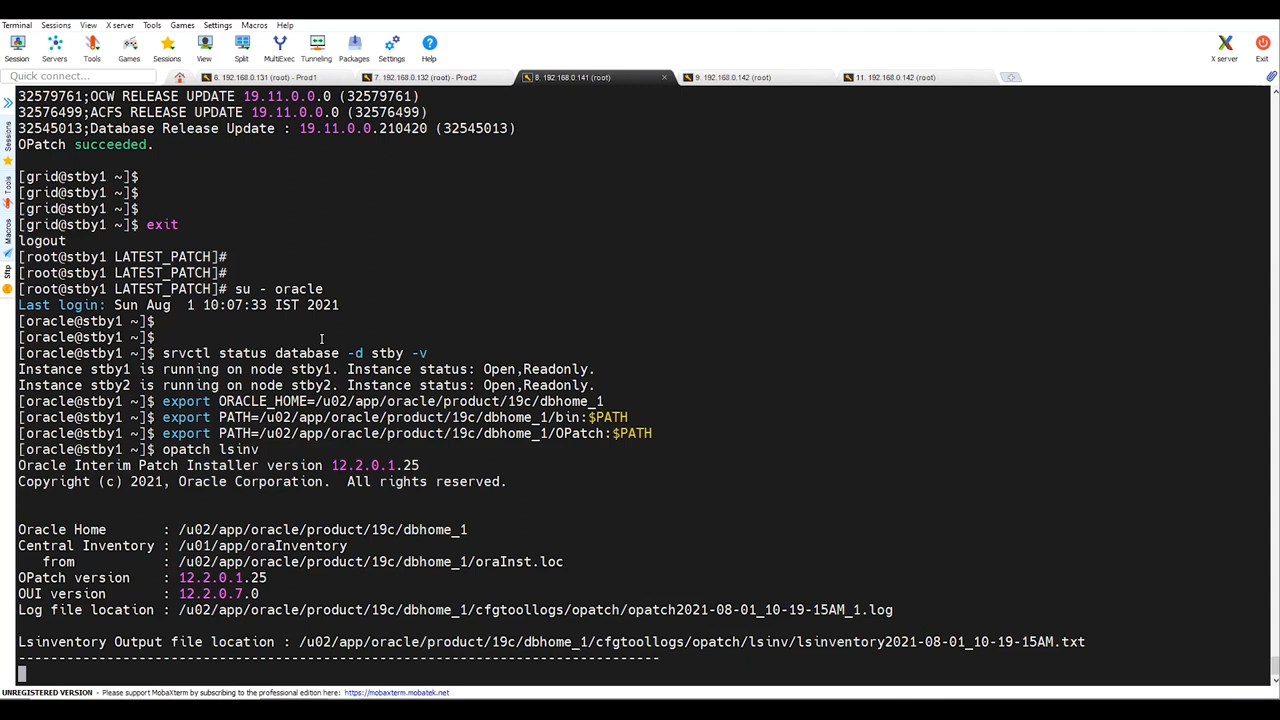 Terminal Sessions View X server Tools Games Settings Macros Help
Session Servers Tools Games Sessions View Split MultiExec Tunneling Packages Settings Help X server Exit
Quick connect... 6. 192.168.0.131 (root) - Prod1 7. 192.168.0.132 (root) - Prod2 8. 192.168.0.141 (root) 9. 192.168.0.142 (root) 11. 192.168.0.142 (root)
Sessions
Tools
Macros
Sftp
32579761;OCW RELEASE UPDATE 19.11.0.0.0 (32579761)
32576499;ACFS RELEASE UPDATE 19.11.0.0.0 (32576499)
32545013;Database Release Update : 19.11.0.0.210420 (32545013)
OPatch succeeded.
[grid@stby1 ~]$
[grid@stby1 ~]$
[grid@stby1 ~]$
[grid@stby1 ~]$ exit
logout
[root@stby1 LATEST_PATCH]#
[root@stby1 LATEST_PATCH]#
[root@stby1 LATEST_PATCH]# su - oracle
Last login: Sun Aug  1 10:07:33 IST 2021
[oracle@stby1 ~]$
[oracle@stby1 ~]$
[oracle@stby1 ~]$ srvctl status database -d stby -v
Instance stby1 is running on node stby1. Instance status: Open,Readonly.
Instance stby2 is running on node stby2. Instance status: Open,Readonly.
[oracle@stby1 ~]$ export ORACLE_HOME=/u02/app/oracle/product/19c/dbhome_1
[oracle@stby1 ~]$ export PATH=/u02/app/oracle/product/19c/dbhome_1/bin:$PATH
[oracle@stby1 ~]$ export PATH=/u02/app/oracle/product/19c/dbhome_1/OPatch:$PATH
[oracle@stby1 ~]$ opatch lsinv
Oracle Interim Patch Installer version 12.2.0.1.25
Copyright (c) 2021, Oracle Corporation.  All rights reserved.
Oracle Home       : /u02/app/oracle/product/19c/dbhome_1
Central Inventory : /u01/app/oraInventory
from           : /u02/app/oracle/product/19c/dbhome_1/oraInst.loc
OPatch version    : 12.2.0.1.25
OUI version       : 12.2.0.7.0
Log file location : /u02/app/oracle/product/19c/dbhome_1/cfgtoollogs/opatch/opatch2021-08-01_10-19-15AM_1.log
Lsinventory Output file location : /u02/app/oracle/product/19c/dbhome_1/cfgtoollogs/opatch/lsinv/lsinventory2021-08-01_10-19-15AM.txt
--------------------------------------------------------------------------------
UNREGISTERED VERSION - Please support MobaXterm by subscribing to the professional edition here: https://mobaxterm.mobatek.net